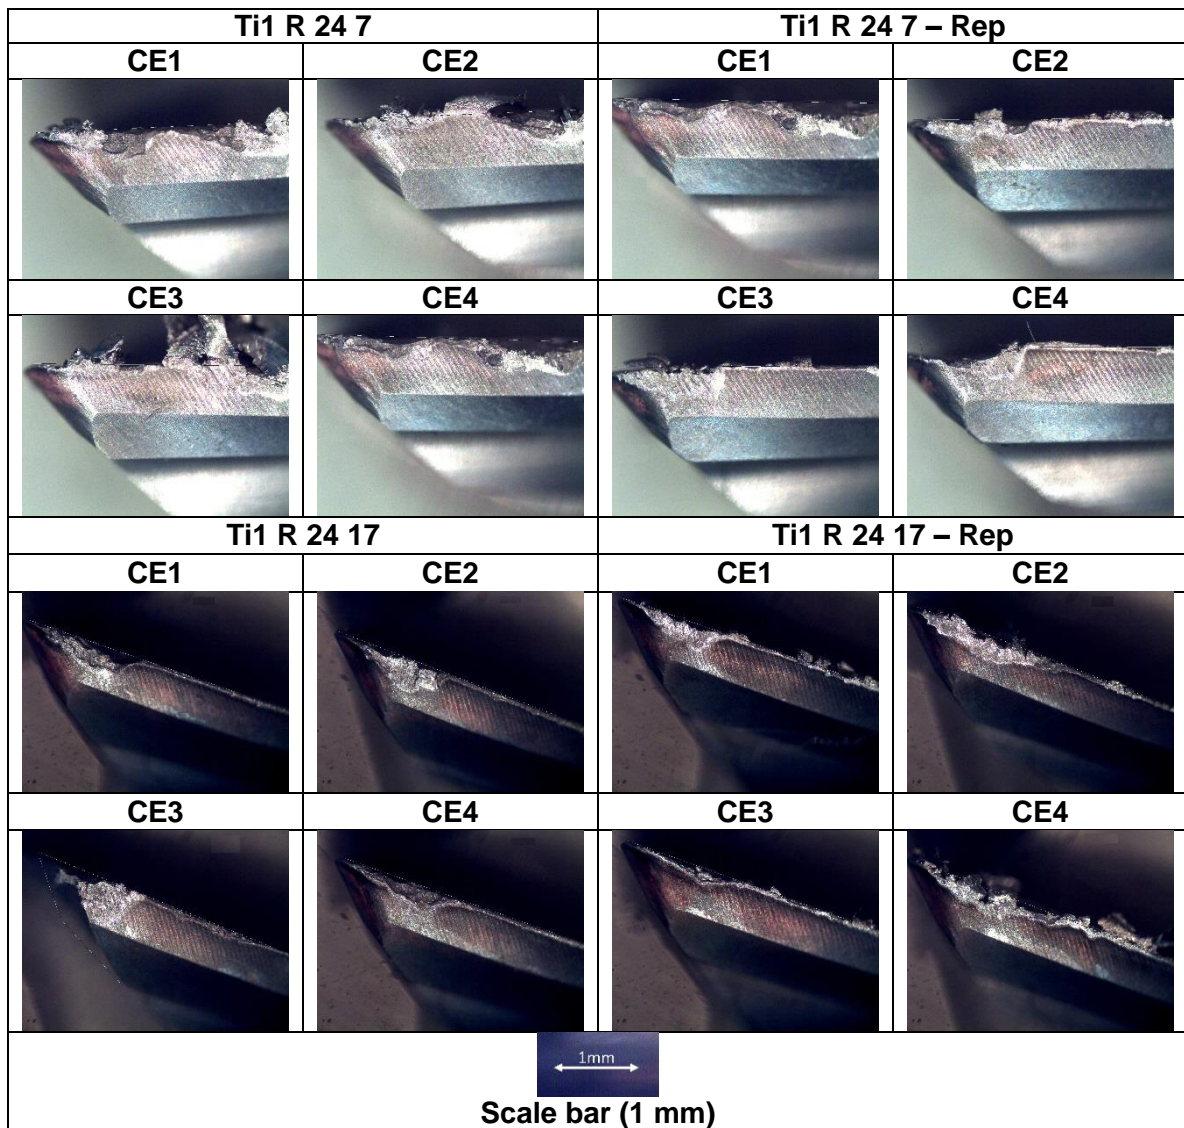 Ti1 R 24 7
Ti1 R 24 7 – Rep
CE1
CE2
CE1
CE2
CE3
CE4
CE3
CE4
Ti1 R 24 17
Ti1 R 24 17 – Rep
CE1
CE2
CE1
CE2
CE3
CE4
CE3
CE4
1mm
Scale bar (1 mm)